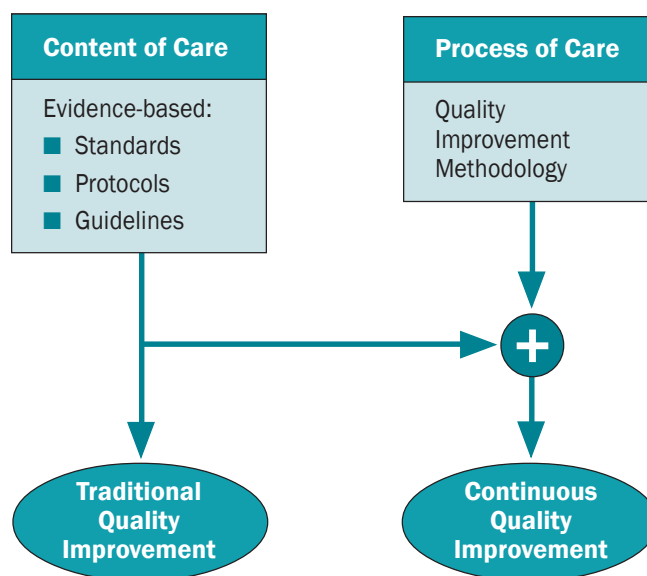 Content of Care
Evidence-based:
■ Standards
■ Protocols
■ Guidelines
Process of Care
Quality
Improvement
Methodology
+
Traditional
Quality
Improvement
Continuous
Quality
Improvement